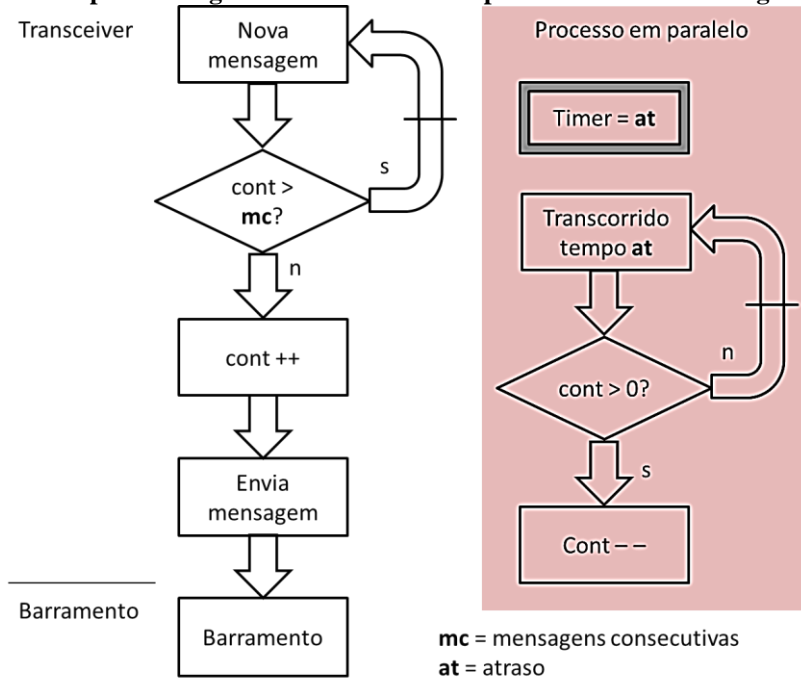 Transceiver
Nova
mensagem
cont >
mc?
s
n
cont ++
Envia
mensagem
Barramento
Barramento
Processo em paralelo
Timer = at
Transcorrido
tempo at
cont > 0?
n
s
Cont – –
mc = mensagens consecutivas
at = atraso